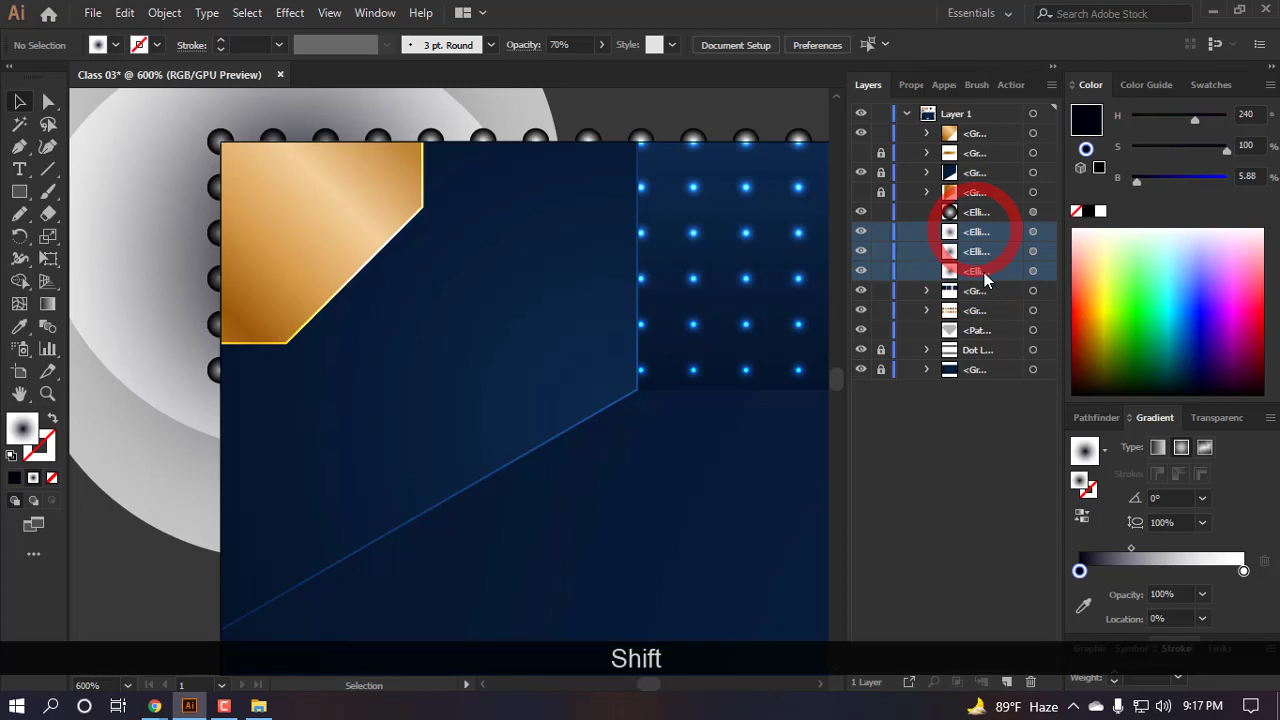 Ai File Edit Object Type Select Effect View Window Help Essentials Search Adobe Stock
No Selection Stroke: 3 pt. Round Opacity: 70% Style: Document Setup Preferences
Class 03* @ 600% (RGB/GPU Preview) × Layers Prope Appea Brush Action Color Color Guide Swatches
Layer 1 H 240 °
<Gr...
<Gr... S 100 %
<Gr... B 5.88 %
<Gr...
<Elli...
<Elli...
<Elli...
<Elli...
<Gr...
<Gr...
<Pat...
Dot L...
<Gr...
Pathfinder Gradient Transparenc
Type:
Stroke:
0°
100%
Opacity: 100%
Location: 0%
Shift
Symbol Stroke Links
Weight:
600% 1 Selection 1 Layer
Ai 89°F Haze 9:17 PM